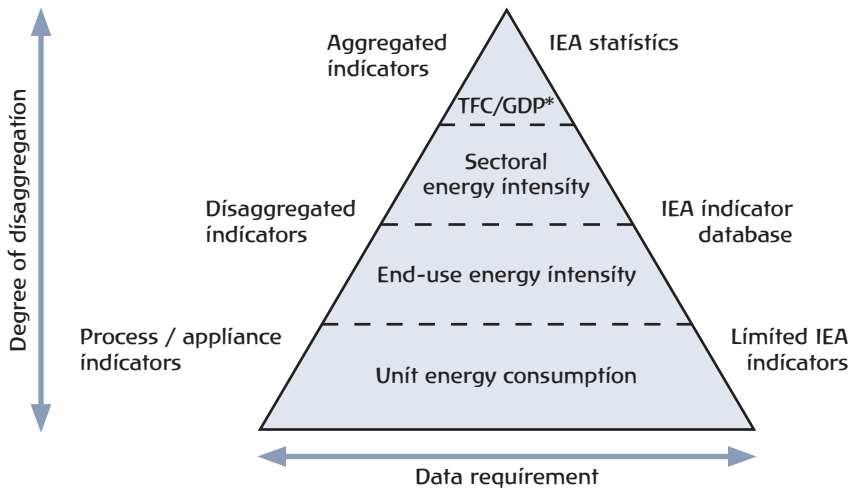 Aggregated
indicators
IEA statistics
TFC/GDP*
Sectoral
energy intensity
Disaggregated
indicators
IEA indicator
database
End-use energy intensity
Process / appliance
indicators
Limited IEA
indicators
Unit energy consumption
Degree of disaggregation
Data requirement